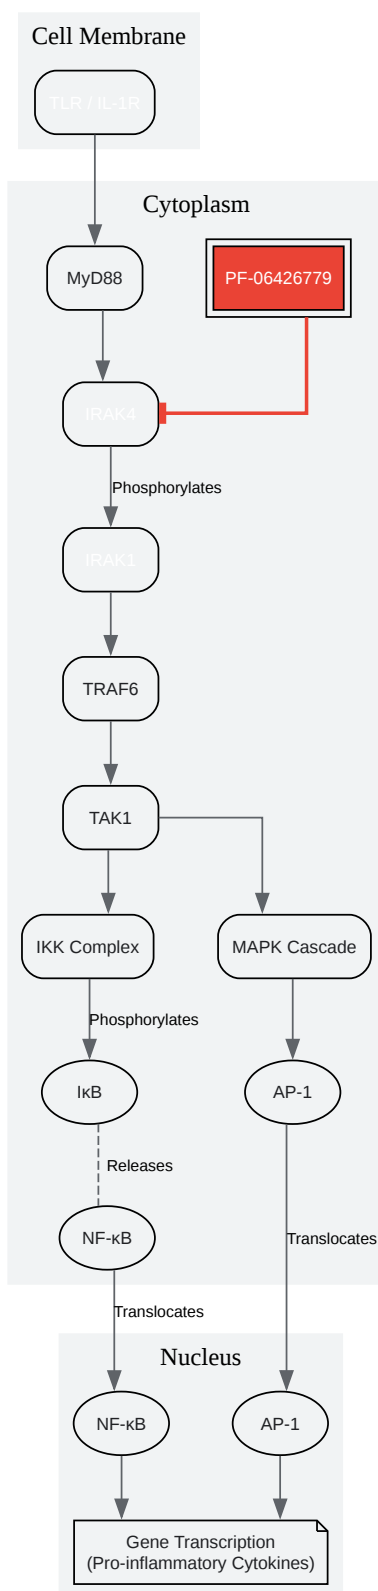 Cell Membrane
TLR / IL-1R
Cytoplasm
MyD88
PF-06426779
IRAK4
Phosphorylates
IRAK1
TRAF6
TAK1
IKK Complex
MAPK Cascade
Phosphorylates
IκB
AP-1
Releases
NF-κB
Translocates
Translocates
Nucleus
NF-κB
AP-1
Gene Transcription
(Pro-inflammatory Cytokines)